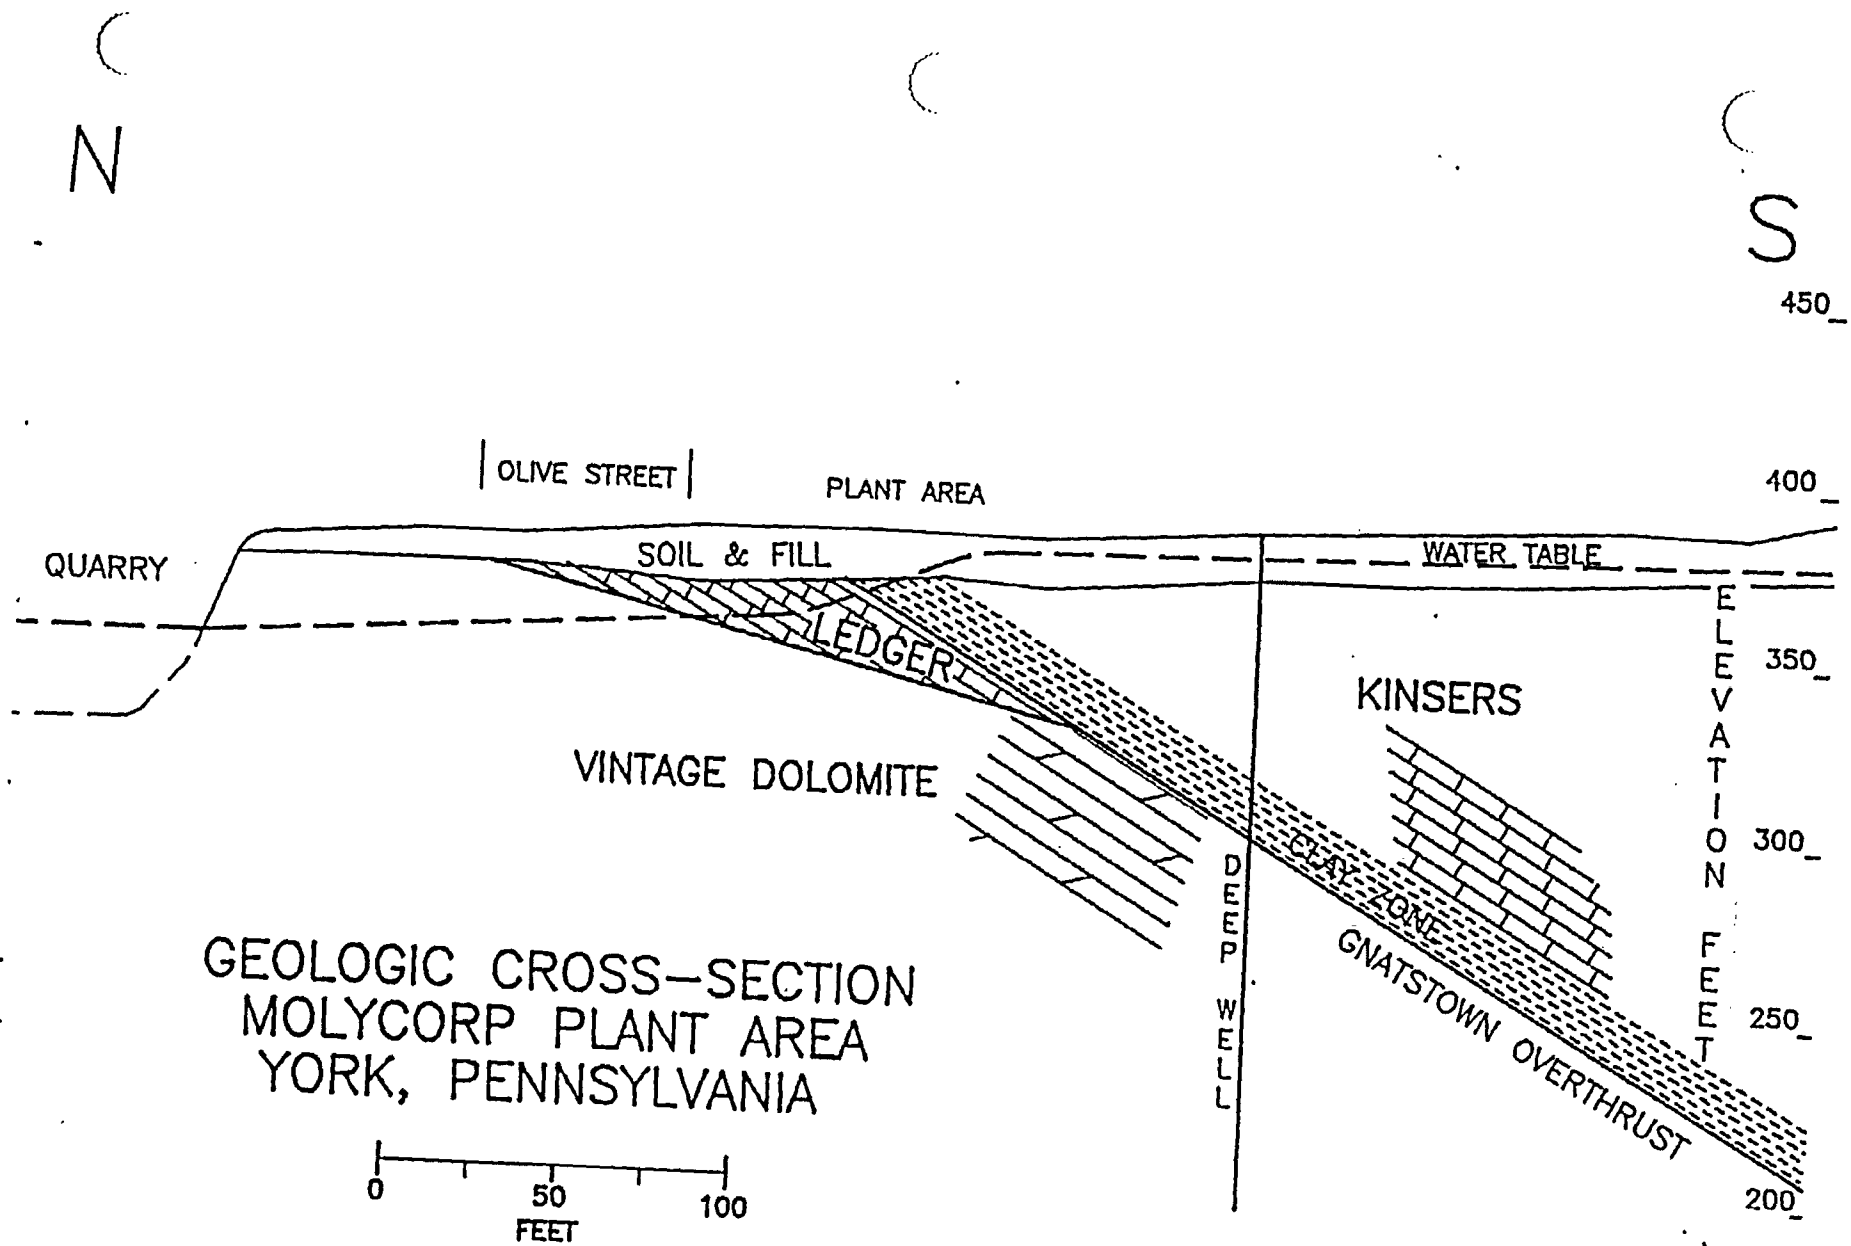 N
S
450
400
OLIVE STREET
PLANT AREA
QUARRY
SOIL & FILL
WATER TABLE
LEDGER
350
KINSERS
VINTAGE DOLOMITE
ELEVATION FEET
300
DEEP WELL
CLAY ZONE
GNATSTOWN OVERTHRUST
250
200
GEOLOGIC CROSS-SECTION
MOLYCORP PLANT AREA
YORK, PENNSYLVANIA
0 50 100
FEET